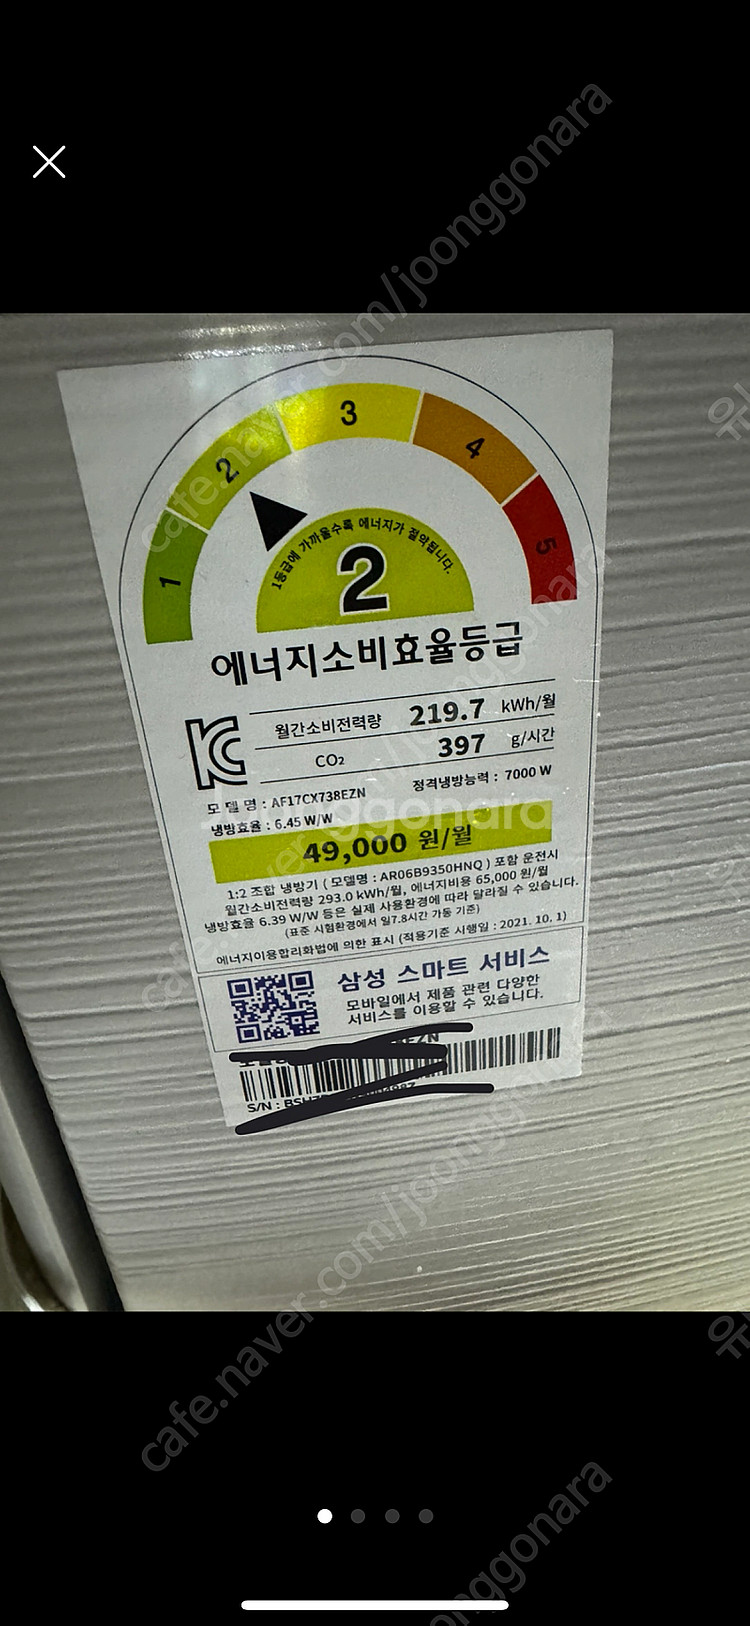 cafe.naver.com/joonggonara
1
2
3
4
5
1등급에 가까울수록 에너지가 절약됩니다.
2
에너지소비효율등급
월간소비전력량 219.7 kWh/월
CO₂ 397 g/시간
모 델 명 : AF17CX738EZN 정격냉방능력 : 7000 W
냉방효율 : 6.45 W/W
49,000 원/월
1:2 조합 냉방기 ( 모델명 : AR06B9350HNQ ) 포함 운전시
월간소비전력량 293.0 kWh/월, 에너지비용 65,000 원/월
냉방효율 6.39 W/W 등은 실제 사용환경에 따라 달라질 수 있습니다.
(표준 시험환경에서 일7.8시간 가동 기준)
에너지이용합리화법에 의한 표시 (적용기준 시행일 : 2021. 10. 1)
삼성 스마트 서비스
모바일에서 제품 관련 다양한
서비스를 이용할 수 있습니다.
S/N :
joonggonara
cafe.naver.com/joonggonara